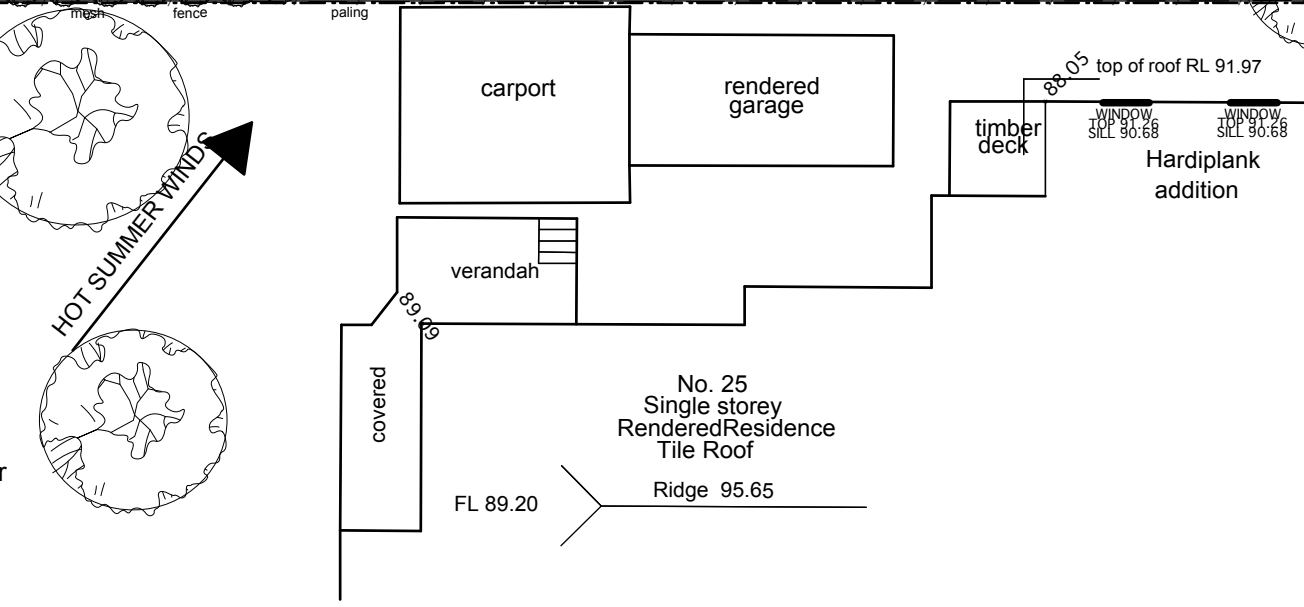 mesh fence paling
carport
rendered
garage
88.05
top of roof RL 91.97
WINDOW
TOP 91.26
SILL 90:68
WINDOW
TOP 91.26
SILL 90:68
timber
deck
Hardiplank
addition
HOT SUMMER WINDS
verandah
89.09
covered
No. 25
Single storey
RenderedResidence
Tile Roof
Ridge 95.65
FL 89.20
r